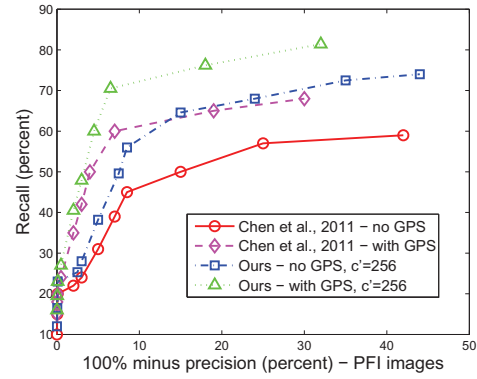 90
80
70
60
50
40
30
20
10
0 10 20 30 40 50
Recall (percent)
100% minus precision (percent) − PFI images
Chen et al., 2011 − no GPS
Chen et al., 2011 − with GPS
Ours − no GPS, c'=256
Ours − with GPS, c'=256